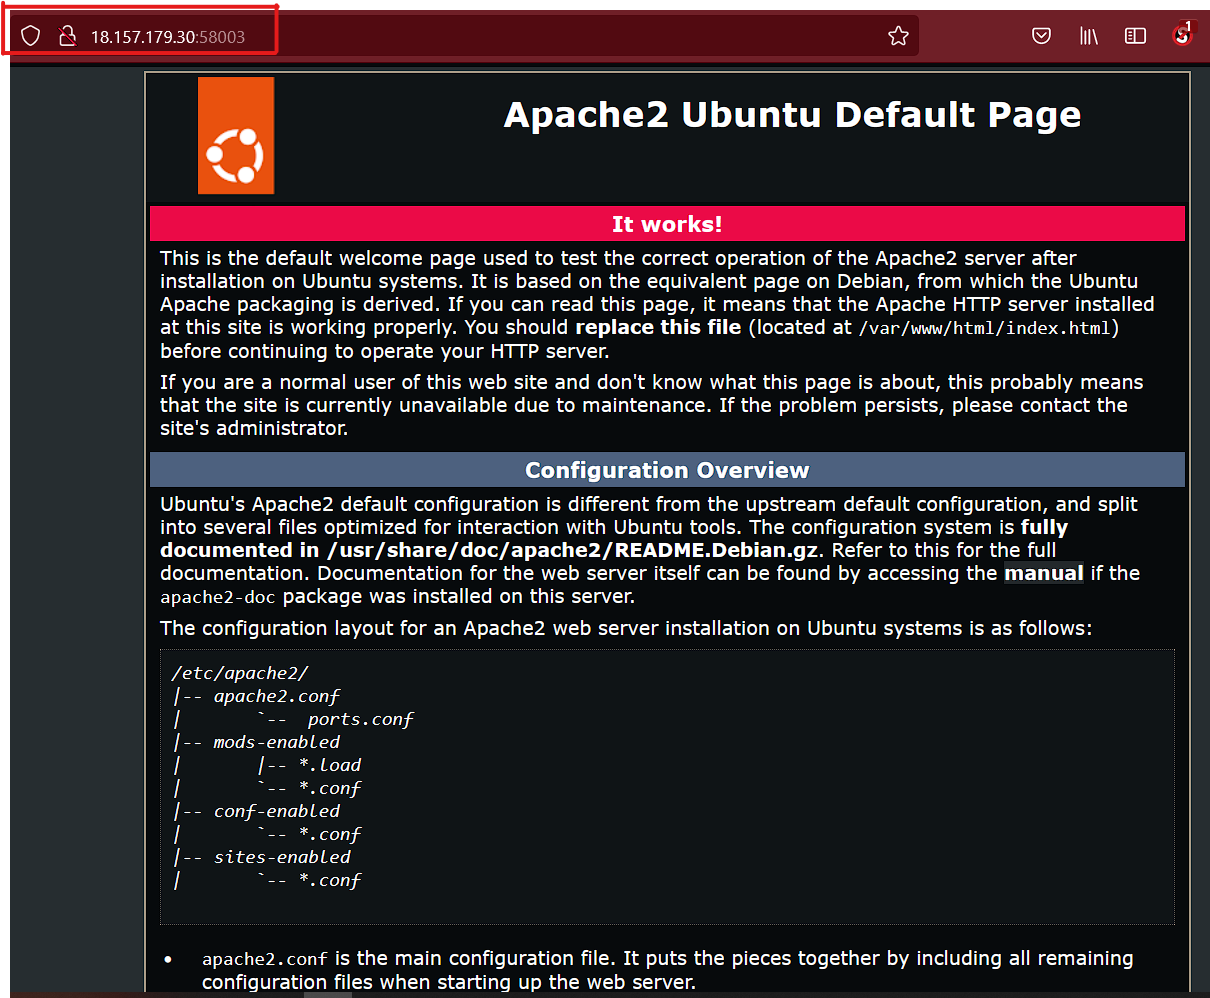 18.157.179.30:58003
1
Apache2 Ubuntu Default Page
It works!
This is the default welcome page used to test the correct operation of the Apache2 server after
installation on Ubuntu systems. It is based on the equivalent page on Debian, from which the Ubuntu
Apache packaging is derived. If you can read this page, it means that the Apache HTTP server installed
at this site is working properly. You should replace this file (located at /var/www/html/index.html)
before continuing to operate your HTTP server.
If you are a normal user of this web site and don't know what this page is about, this probably means
that the site is currently unavailable due to maintenance. If the problem persists, please contact the
site's administrator.
Configuration Overview
Ubuntu's Apache2 default configuration is different from the upstream default configuration, and split
into several files optimized for interaction with Ubuntu tools. The configuration system is fully
documented in /usr/share/doc/apache2/README.Debian.gz. Refer to this for the full
documentation. Documentation for the web server itself can be found by accessing the manual if the
apache2-doc package was installed on this server.
The configuration layout for an Apache2 web server installation on Ubuntu systems is as follows:
/etc/apache2/
|-- apache2.conf
|       `--  ports.conf
|-- mods-enabled
|       |-- *.load
|       `-- *.conf
|-- conf-enabled
|       `-- *.conf
|-- sites-enabled
|       `-- *.conf
• apache2.conf is the main configuration file. It puts the pieces together by including all remaining
configuration files when starting up the web server.